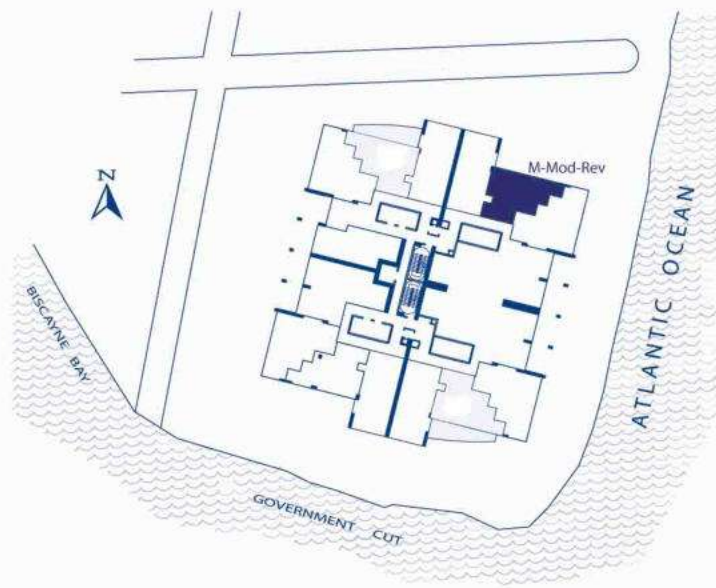 M-Mod-Rev
N
ATLANTIC OCEAN
BISCAYNE BAY
GOVERNMENT CUT